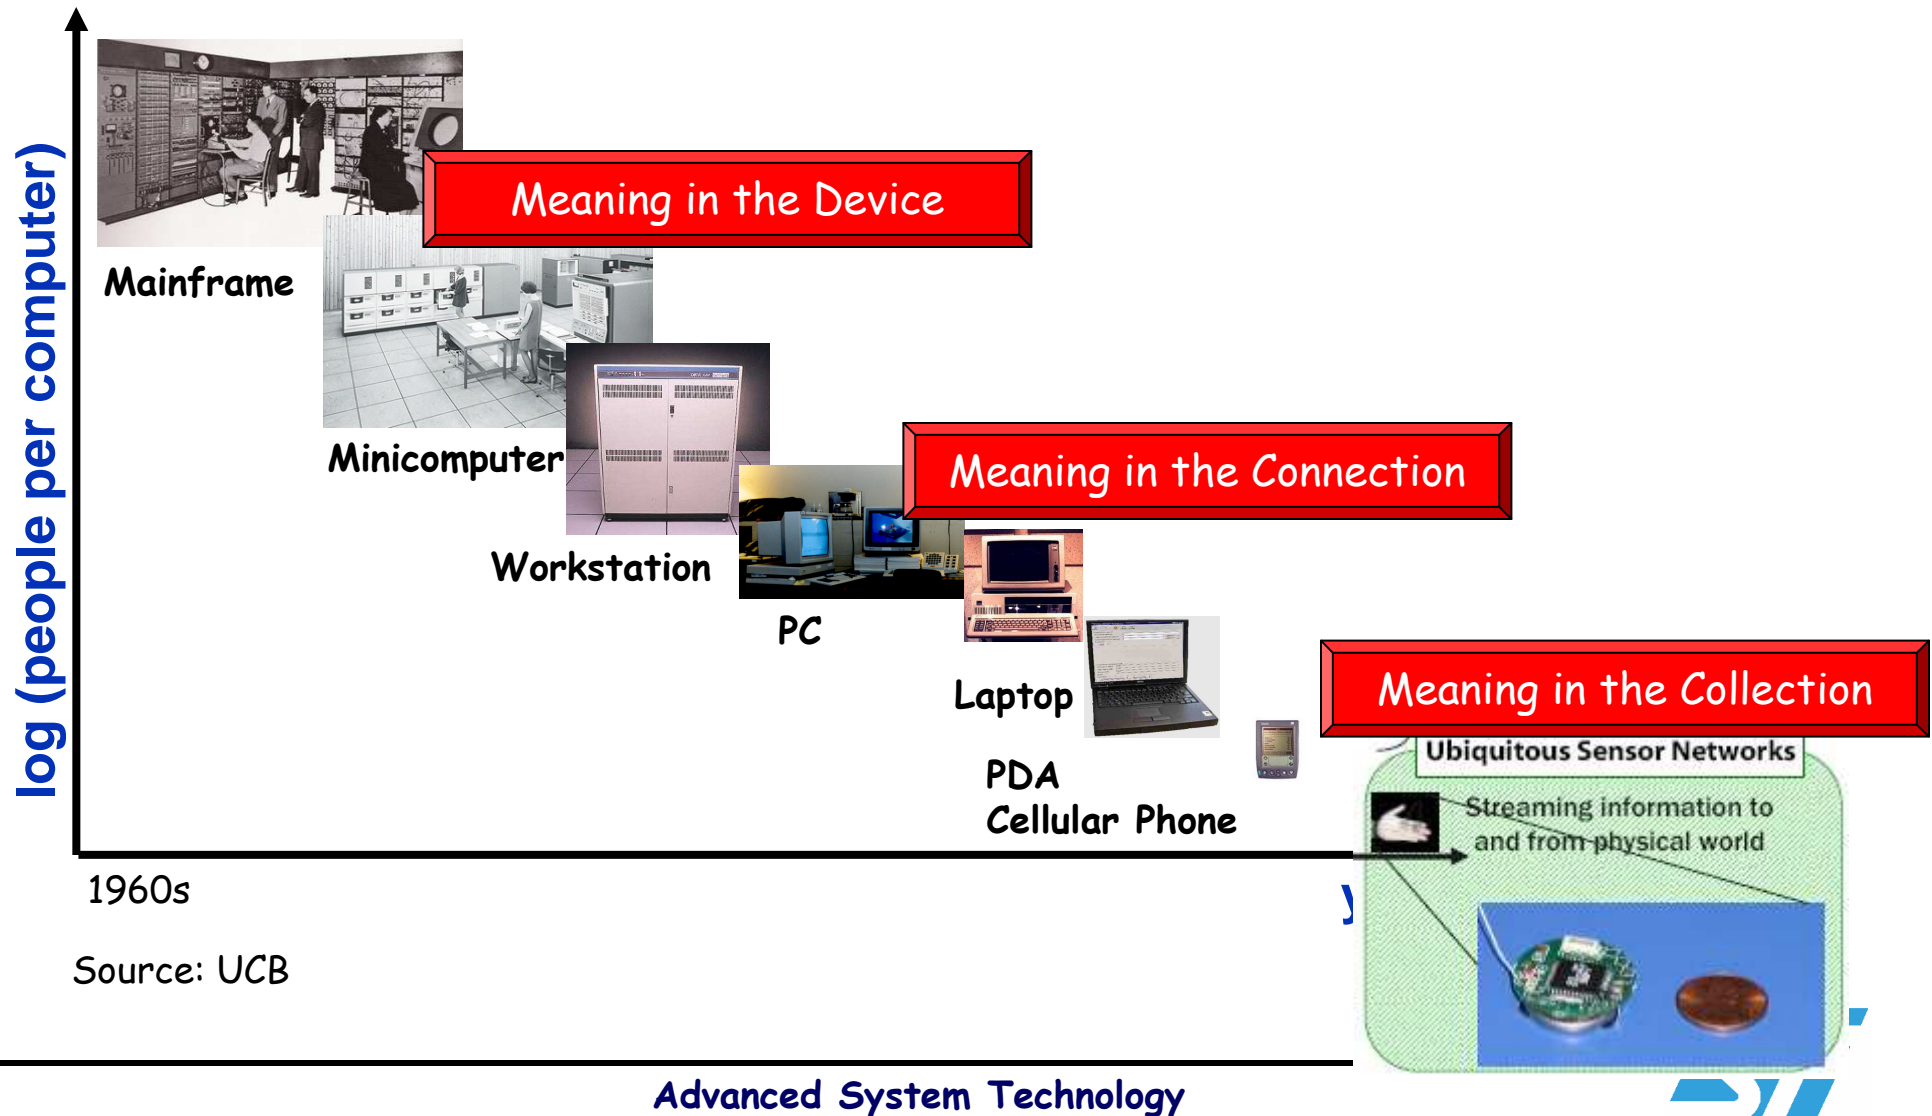 Meaning in the Device
Mainframe
log (people per computer)
Minicomputer
Meaning in the Connection
Workstation
PC
Laptop
Meaning in the Collection
Ubiquitous Sensor Networks
PDA
Cellular Phone
Streaming information to
and from physical world
1960s
Source: UCB
Advanced System Technology